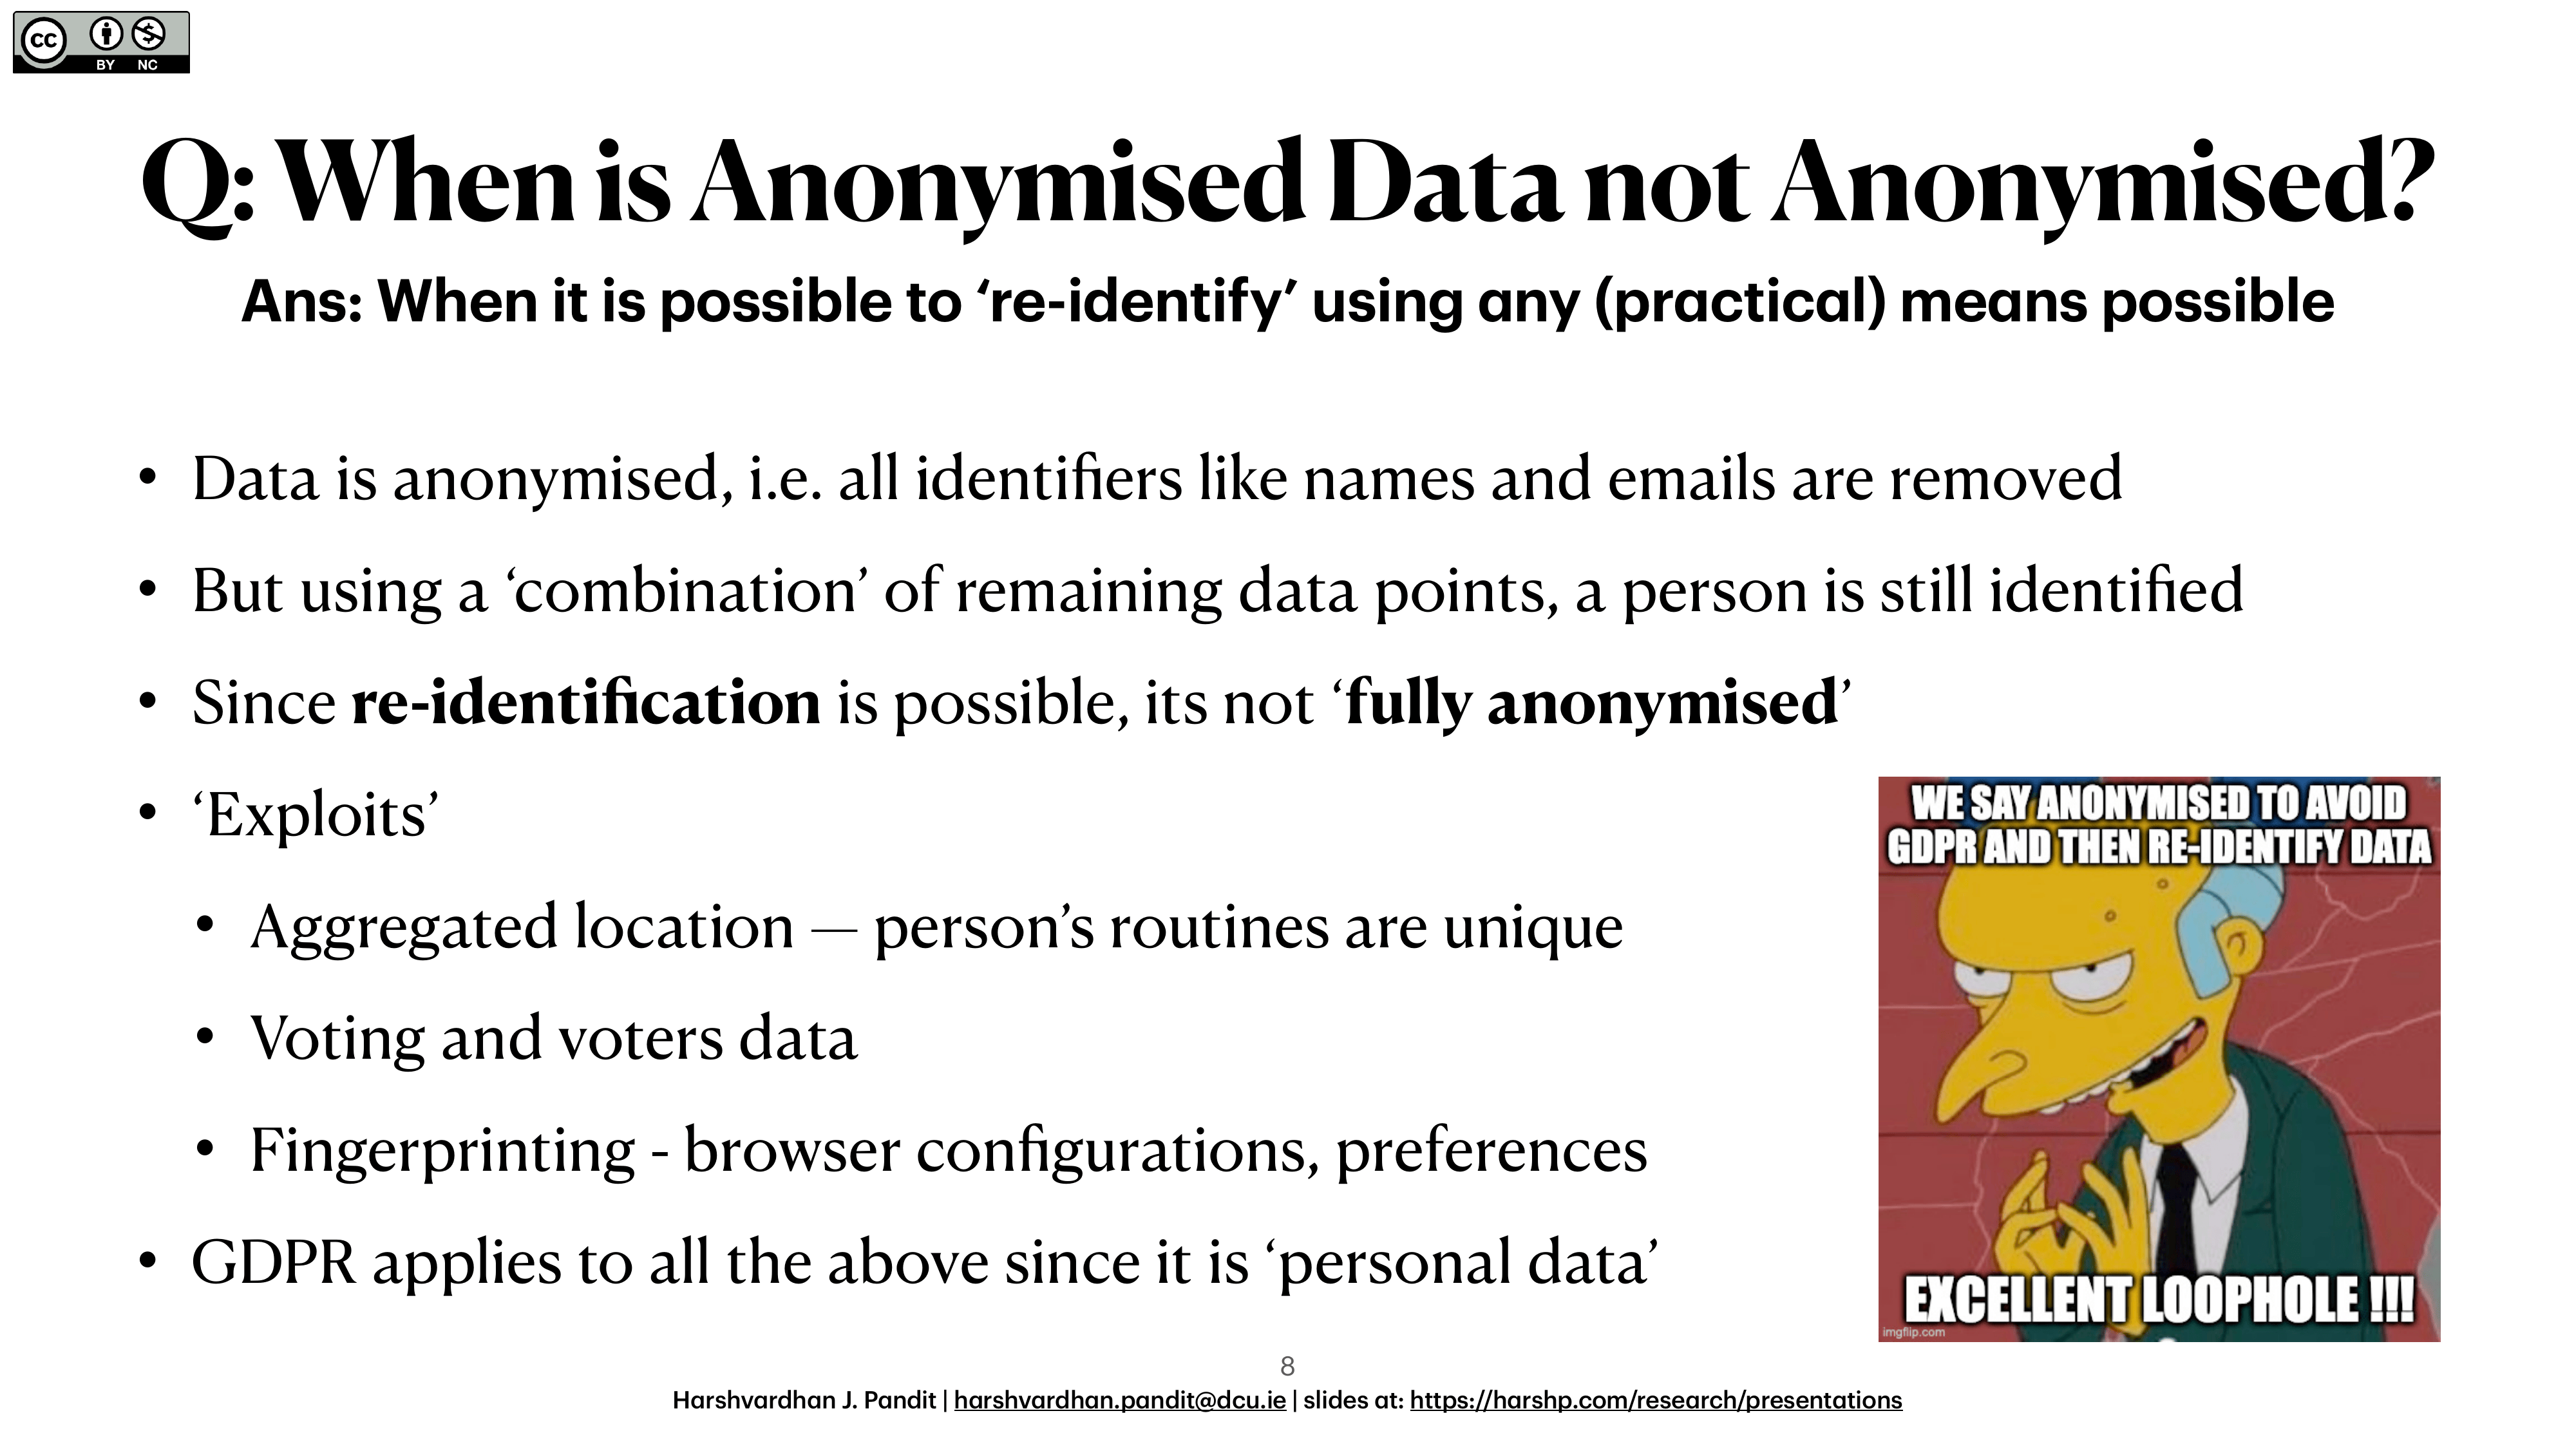 cc
BY NC
Q: When is Anonymised Data not Anonymised?
Ans: When it is possible to ‘re-identify’ using any (practical) means possible
• Data is anonymised, i.e. all identifiers like names and emails are removed
• But using a ‘combination’ of remaining data points, a person is still identified
• Since re-identification is possible, its not ‘fully anonymised’
• ‘Exploits’
• Aggregated location — person’s routines are unique
• Voting and voters data
• Fingerprinting - browser configurations, preferences
• GDPR applies to all the above since it is ‘personal data’
WE SAY ANONYMISED TO AVOID
GDPR AND THEN RE-IDENTIFY DATA
EXCELLENT LOOPHOLE !!!
imgflip.com
8
Harshvardhan J. Pandit | harshvardhan.pandit@dcu.ie | slides at: https://harshp.com/research/presentations